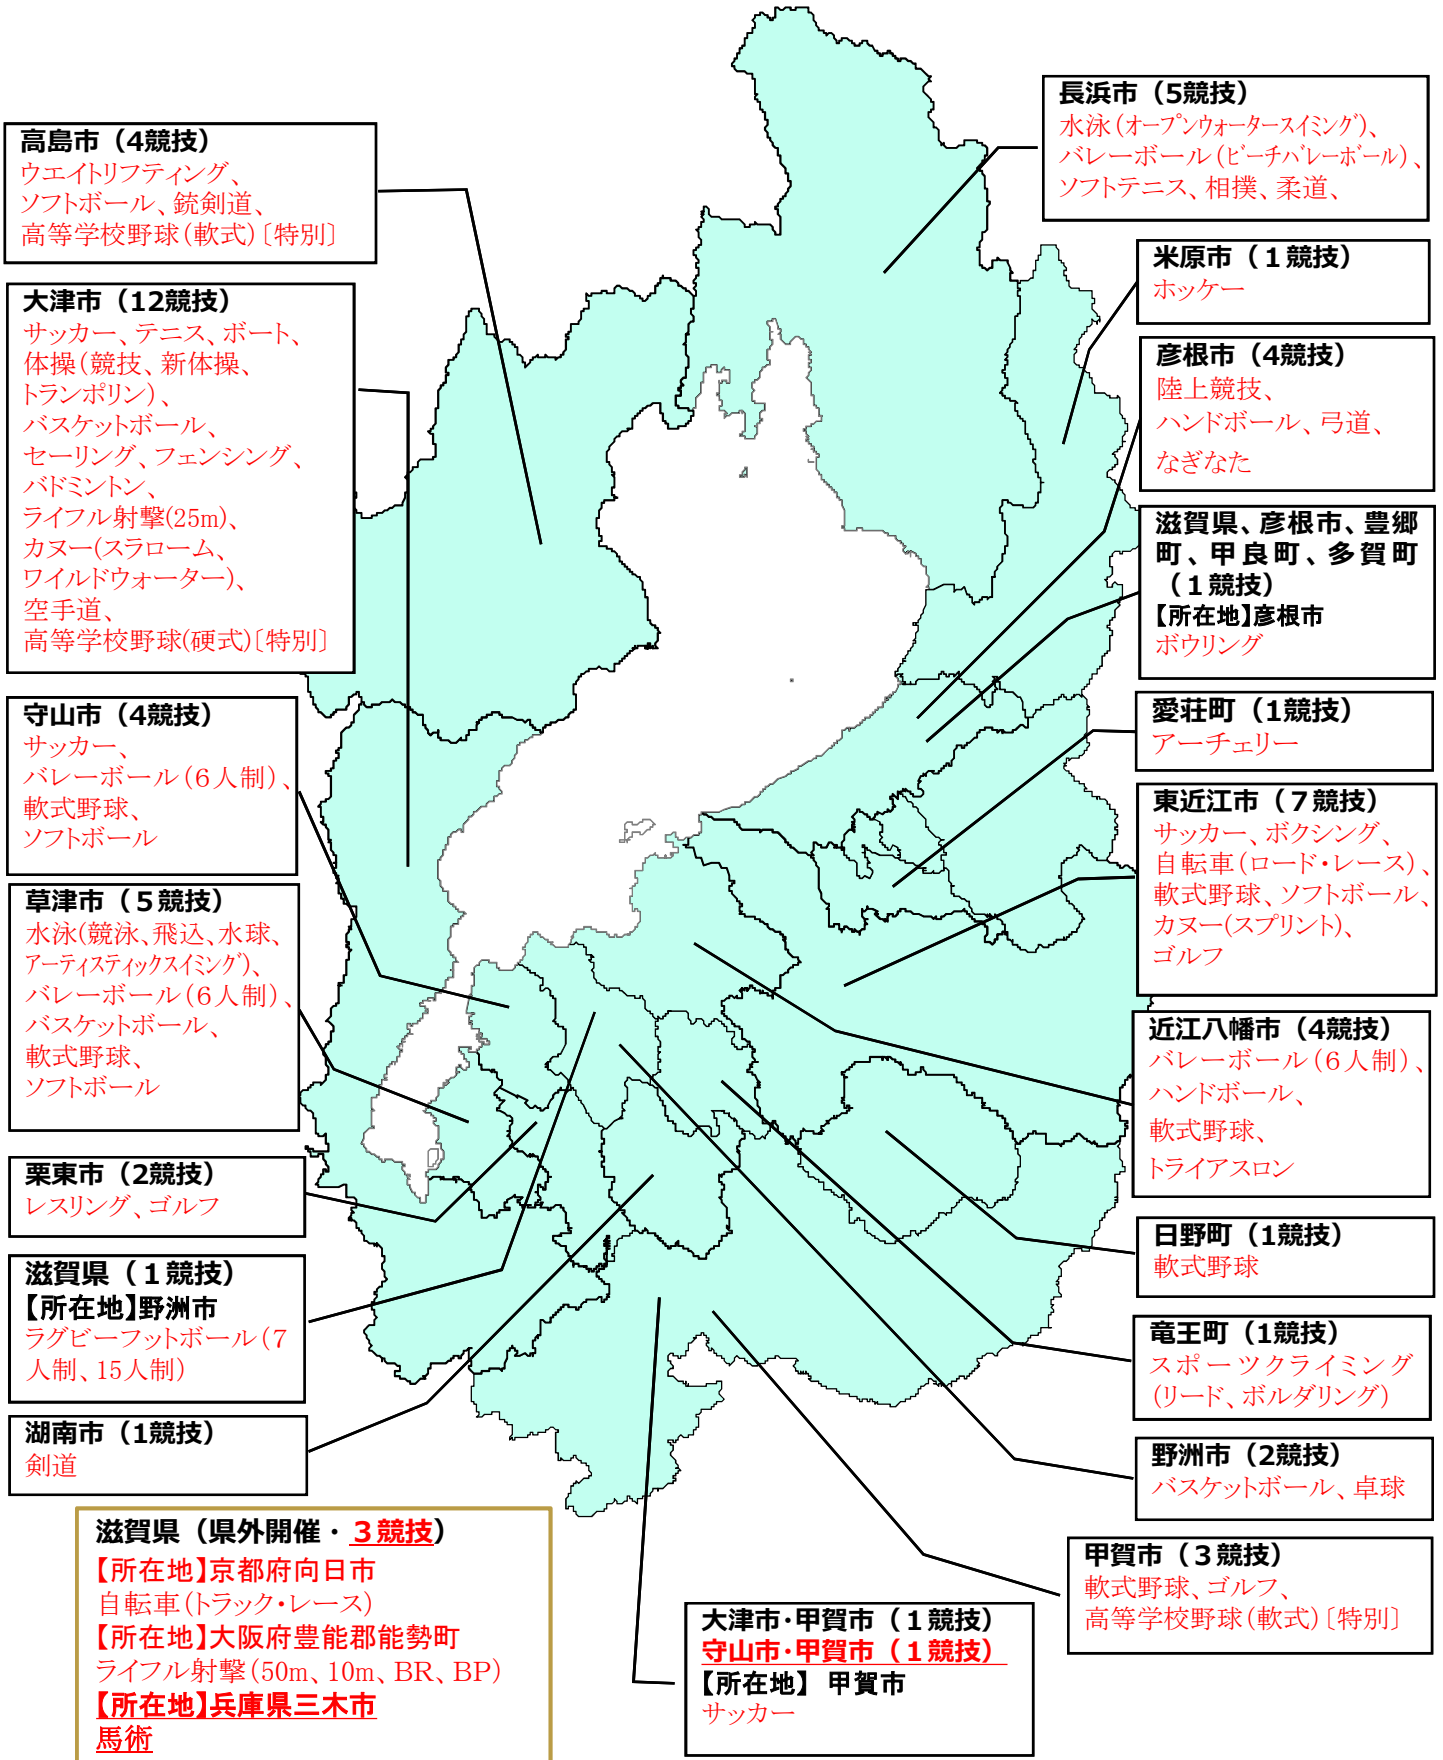 高島市（4競技）
ウエイトリフティング、
ソフトボール、銃剣道、
高等学校野球(軟式)〔特別〕
大津市（12競技）
サッカー、テニス、ボート、
体操(競技、新体操、
トランポリン)、
バスケットボール、
セーリング、フェンシング、
バドミントン、
ライフル射撃(25m)、
カヌー(スラローム、
ワイルドウォーター)、
空手道、
高等学校野球(硬式)〔特別〕
守山市（4競技）
サッカー、
バレーボール(6人制)、
軟式野球、
ソフトボール
草津市（5競技）
水泳(競泳、飛込、水球、
アーティスティックスイミング)、
バレーボール(6人制)、
バスケットボール、
軟式野球、
ソフトボール
栗東市（2競技）
レスリング、ゴルフ
滋賀県（1競技）
【所在地】野洲市
ラグビーフットボール(7
人制、15人制)
湖南市（1競技）
剣道
滋賀県（県外開催・3競技）
【所在地】京都府向日市
自転車(トラック・レース)
【所在地】大阪府豊能郡能勢町
ライフル射撃(50m、10m、BR、BP)
【所在地】兵庫県三木市
馬術
長浜市（5競技）
水泳(オープンウォータースイミング)、
バレーボール(ビーチバレーボール)、
ソフトテニス、相撲、柔道、
米原市（1競技）
ホッケー
彦根市（4競技）
陸上競技、
ハンドボール、弓道、
なぎなた
滋賀県、彦根市、豊郷
町、甲良町、多賀町
（1競技）
【所在地】彦根市
ボウリング
愛荘町（1競技）
アーチェリー
東近江市（7競技）
サッカー、ボクシング、
自転車(ロード・レース)、
軟式野球、ソフトボール、
カヌー(スプリント)、
ゴルフ
近江八幡市（4競技）
バレーボール(6人制)、
ハンドボール、
軟式野球、
トライアスロン
日野町（1競技）
軟式野球
竜王町（1競技）
スポーツクライミング
(リード、ボルダリング)
野洲市（2競技）
バスケットボール、卓球
甲賀市（3競技）
軟式野球、ゴルフ、
高等学校野球(軟式)〔特別〕
大津市・甲賀市（1競技）
守山市・甲賀市（1競技）
【所在地】 甲賀市
サッカー